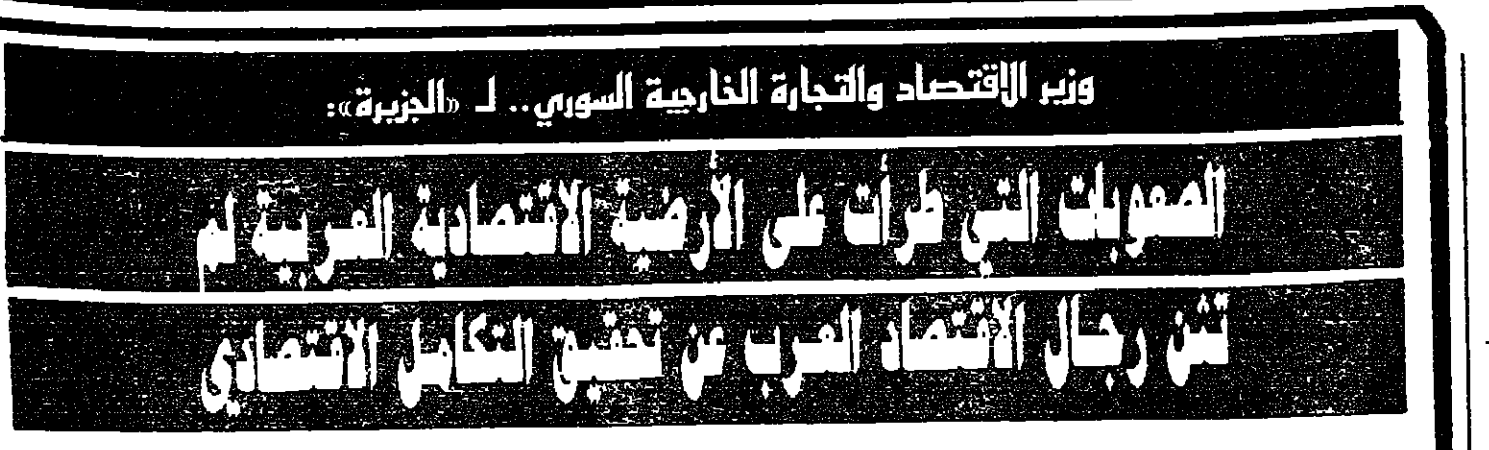 وزير الاقتصاد والتجارة الخارجية السوري.. لـ «الجزيرة»:
الصعوبات التي طرأت على الأرضية الاقتصادية العربية لم
تثن رجال الاقتصاد العرب عن تحقيق التكامل الاقتصادي